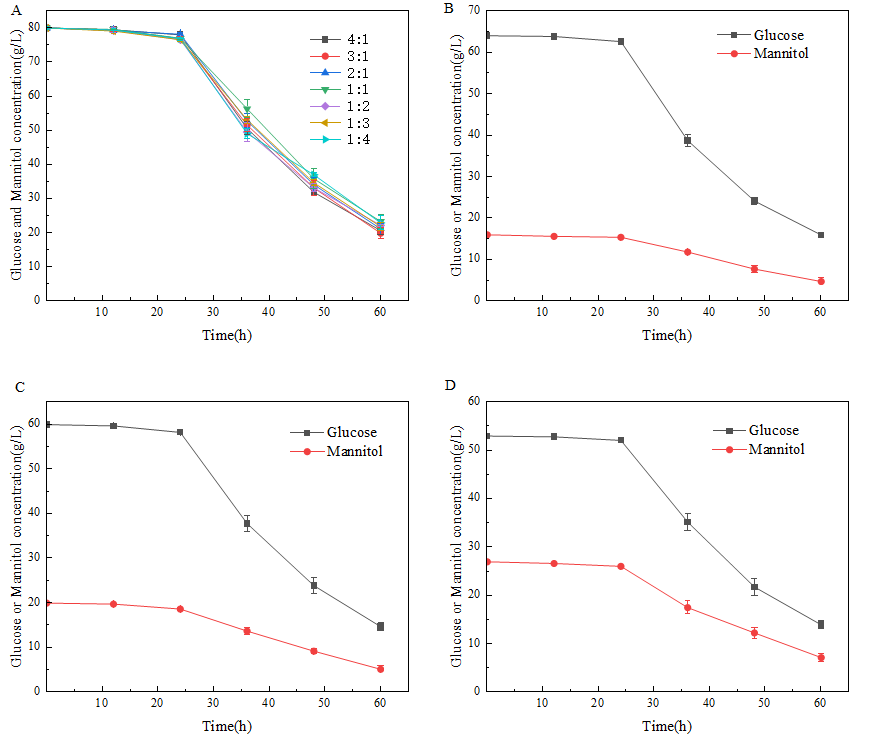 A
Glucose and Mannitol concentration(g/L)
80
70
60
50
40
30
20
10
0
4:1
3:1
2:1
1:1
1:2
1:3
1:4
10 20 30 40 50 60
Time(h)
B
Glucose or Mannitol concentration(g/L)
70
60
50
40
30
20
10
0
Glucose
Mannitol
10 20 30 40 50 60
Time(h)
C
Glucose or Mannitol concentration(g/L)
60
50
40
30
20
10
0
Glucose
Mannitol
10 20 30 40 50 60
Time(h)
D
Glucose or Mannitol concentration(g/L)
60
50
40
30
20
10
0
Glucose
Mannitol
10 20 30 40 50 60
Time(h)